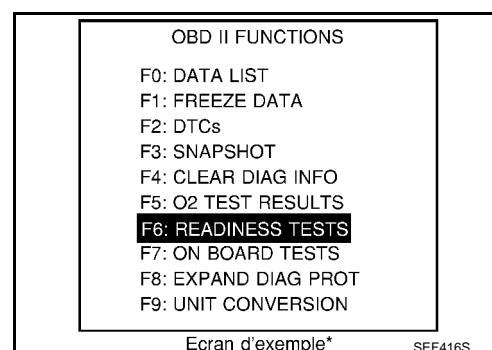 OBD II FUNCTIONS
F0: DATA LIST
F1: FREEZE DATA
F2: DTCs
F3: SNAPSHOT
F4: CLEAR DIAG INFO
F5: O2 TEST RESULTS
F6: READINESS TESTS
F7: ON BOARD TESTS
F8: EXPAND DIAG PROT
F9: UNIT CONVERSION
Ecran d'exemple*
SEF416S